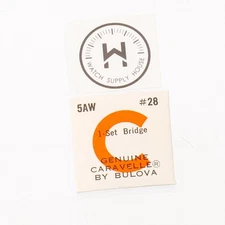 WATCH SUPPLY HOUSE
5AW #28
1-Set Bridge
GENUINE
CARAVELLE®
BY BULOVA